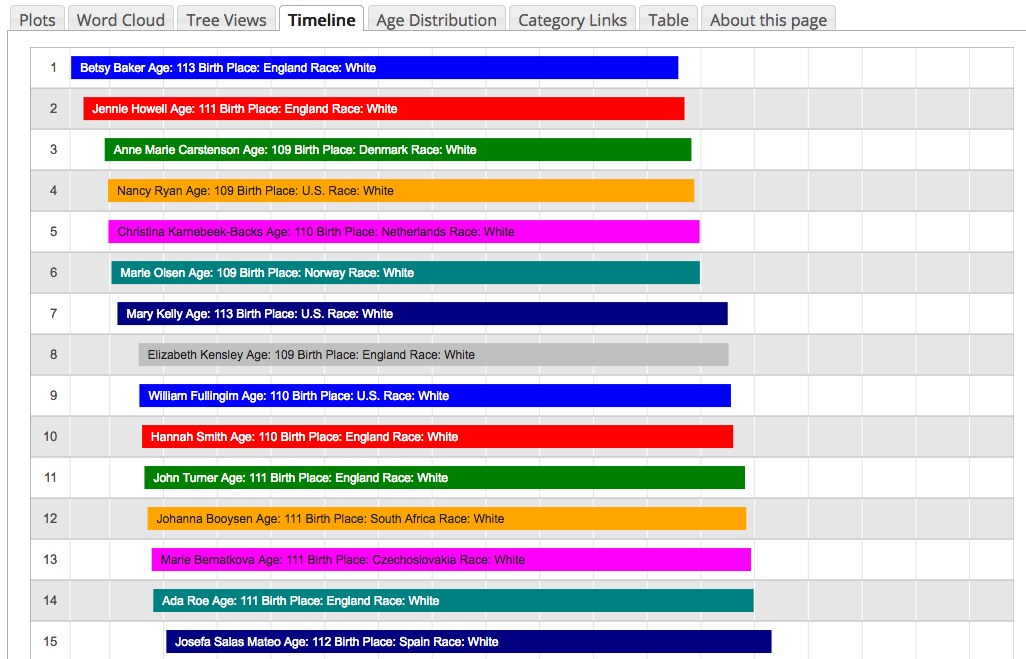 Plots Word Cloud Tree Views Timeline Age Distribution Category Links Table About this page
1 Betsy Baker Age: 113 Birth Place: England Race: White
2 Jennie Howell Age: 111 Birth Place: England Race: White
3 Anne Marie Carstenson Age: 109 Birth Place: Denmark Race: White
4 Nancy Ryan Age: 109 Birth Place: U.S. Race: White
5 Christina Karnebeek-Backs Age: 110 Birth Place: Netherlands Race: White
6 Marie Olsen Age: 109 Birth Place: Norway Race: White
7 Mary Kelly Age: 113 Birth Place: U.S. Race: White
8 Elizabeth Kensley Age: 109 Birth Place: England Race: White
9 William Fullingim Age: 110 Birth Place: U.S. Race: White
10 Hannah Smith Age: 110 Birth Place: England Race: White
11 John Turner Age: 111 Birth Place: England Race: White
12 Johanna Booysen Age: 111 Birth Place: South Africa Race: White
13 Marie Bernatkova Age: 111 Birth Place: Czechoslovakia Race: White
14 Ada Roe Age: 111 Birth Place: England Race: White
15 Josefa Salas Mateo Age: 112 Birth Place: Spain Race: White